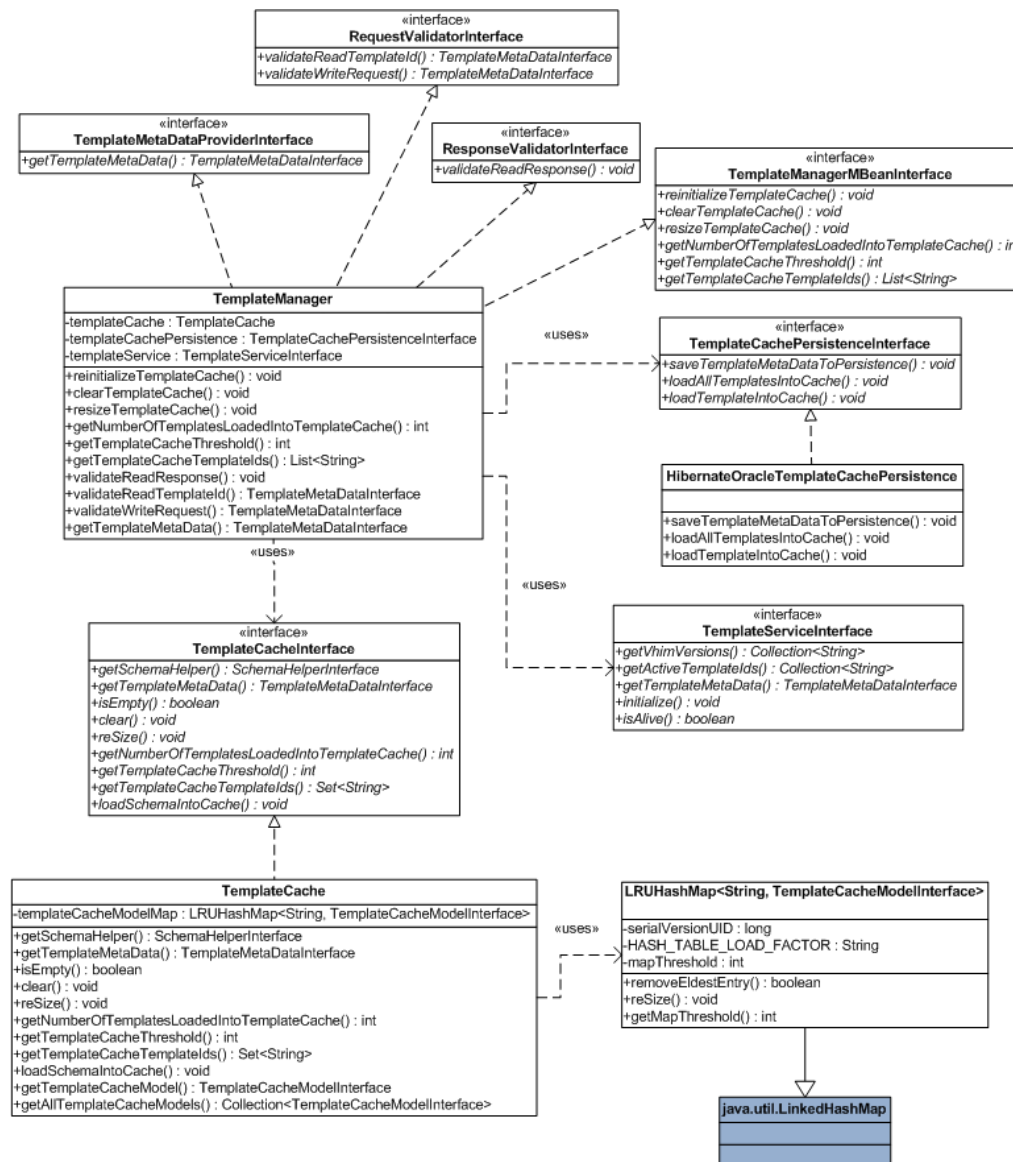 «interface»
RequestValidatorInterface
+validateReadTemplateId() : TemplateMetaDataInterface
+validateWriteRequest() : TemplateMetaDataInterface
«interface»
TemplateMetaDataProviderInterface
+getTemplateMetaData() : TemplateMetaDataInterface
«interface»
ResponseValidatorInterface
+validateReadResponse() : void
«interface»
TemplateManagerMBeanInterface
+reinitializeTemplateCache() : void
+clearTemplateCache() : void
+resizeTemplateCache() : void
+getNumberOfTemplatesLoadedIntoTemplateCache() : in
+getTemplateCacheThreshold() : int
+getTemplateCacheTemplateIds() : List<String>
TemplateManager
-templateCache : TemplateCache
-templateCachePersistence : TemplateCachePersistenceInterface
-templateService : TemplateServiceInterface
+reinitializeTemplateCache() : void
+clearTemplateCache() : void
+resizeTemplateCache() : void
+getNumberOfTemplatesLoadedIntoTemplateCache() : int
+getTemplateCacheThreshold() : int
+getTemplateCacheTemplateIds() : List<String>
+validateReadResponse() : void
+validateReadTemplateId() : TemplateMetaDataInterface
+validateWriteRequest() : TemplateMetaDataInterface
+getTemplateMetaData() : TemplateMetaDataInterface
«uses»
«interface»
TemplateCachePersistenceInterface
+saveTemplateMetaDataToPersistence() : void
+loadAllTemplatesIntoCache() : void
+loadTemplateIntoCache() : void
HibernateOracleTemplateCachePersistence
+saveTemplateMetaDataToPersistence() : void
+loadAllTemplatesIntoCache() : void
+loadTemplateIntoCache() : void
«uses»
«uses»
«interface»
TemplateServiceInterface
+getVhimVersions() : Collection<String>
+getActiveTemplateIds() : Collection<String>
+getTemplateMetaData() : TemplateMetaDataInterface
+initialize() : void
+isAlive() : boolean
«interface»
TemplateCacheInterface
+getSchemaHelper() : SchemaHelperInterface
+getTemplateMetaData() : TemplateMetaDataInterface
+isEmpty() : boolean
+clear() : void
+reSize() : void
+getNumberOfTemplatesLoadedIntoTemplateCache() : int
+getTemplateCacheThreshold() : int
+getTemplateCacheTemplateIds() : Set<String>
+loadSchemaIntoCache() : void
TemplateCache
-templateCacheModelMap : LRUHashMap<String, TemplateCacheModelInterface>
+getSchemaHelper() : SchemaHelperInterface
+getTemplateMetaData() : TemplateMetaDataInterface
+isEmpty() : boolean
+clear() : void
+reSize() : void
+getNumberOfTemplatesLoadedIntoTemplateCache() : int
+getTemplateCacheThreshold() : int
+getTemplateCacheTemplateIds() : Set<String>
+loadSchemaIntoCache() : void
+getTemplateCacheModel() : TemplateCacheModelInterface
+getAllTemplateCacheModels() : Collection<TemplateCacheModelInterface>
«uses»
LRUHashMap<String, TemplateCacheModelInterface>
-serialVersionUID : long
-HASH_TABLE_LOAD_FACTOR : String
-mapThreshold : int
+removeEldestEntry() : boolean
+reSize() : void
+getMapThreshold() : int
java.util.LinkedHashMap